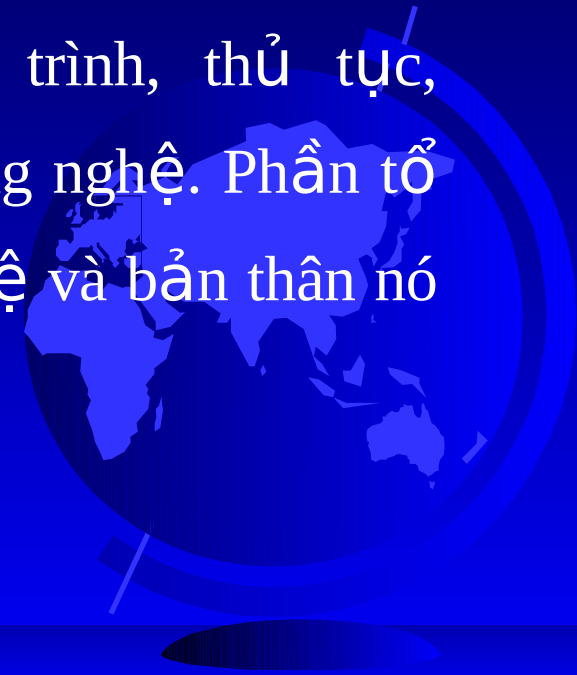 trình, thủ tục,
g nghệ. Phần tổ
ệ và bản thân nó